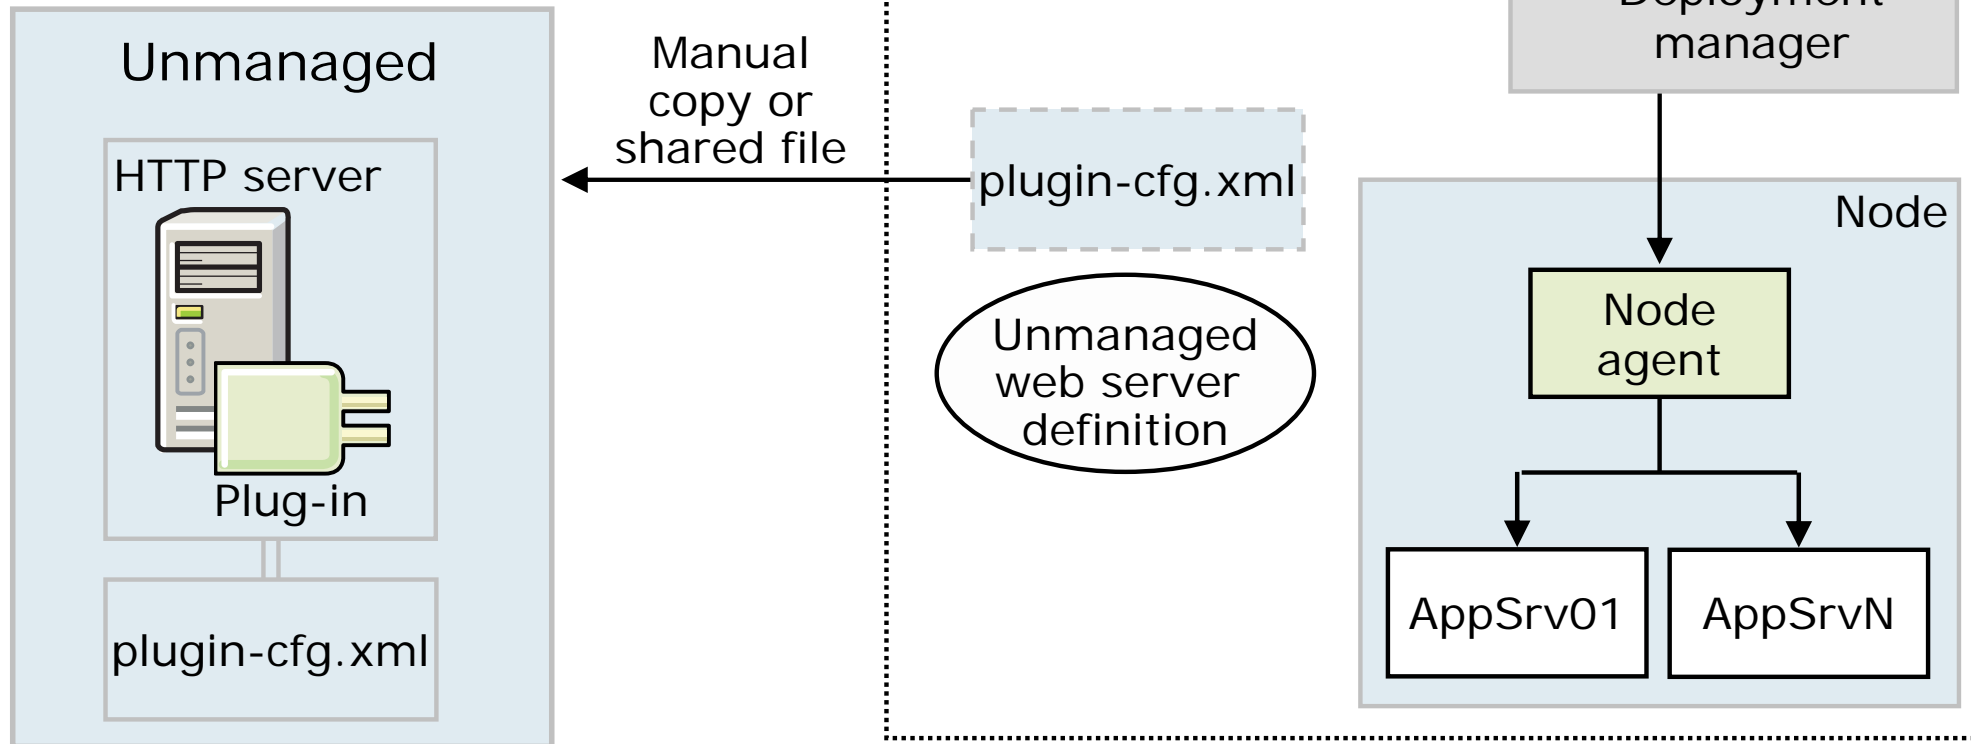 Unmanaged
HTTP server
Plug-in
plugin-cfg.xml
Manual
copy or
shared file
plugin-cfg.xml
Unmanaged
web server
definition
Deployment
manager
Node
Node
agent
AppSrv01
AppSrvN